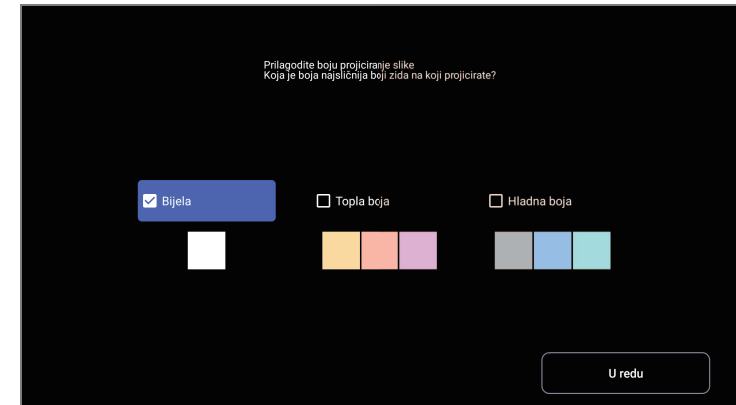 Prilagodite boju projiciranje slike
Koja je boja najsličnija boji zida na koji projicirate?
Bijela
Topla boja
Hladna boja
U redu